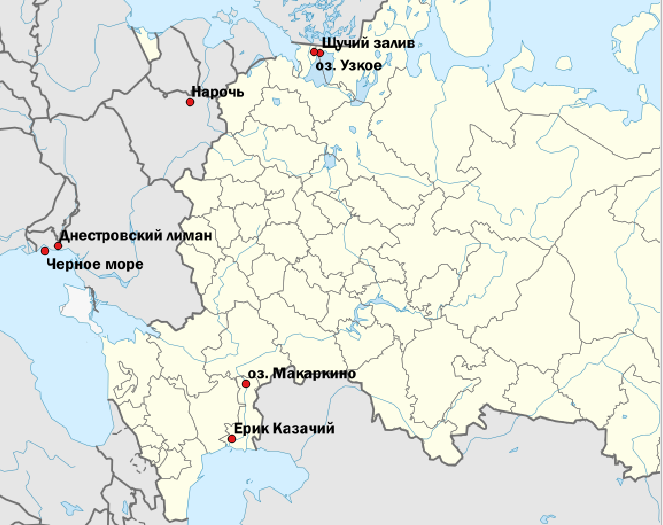 Щучий залив
оз. Узкое
Нарочь
Днестровский лиман
Черное море
оз. Макаркино
Ерик Казачий